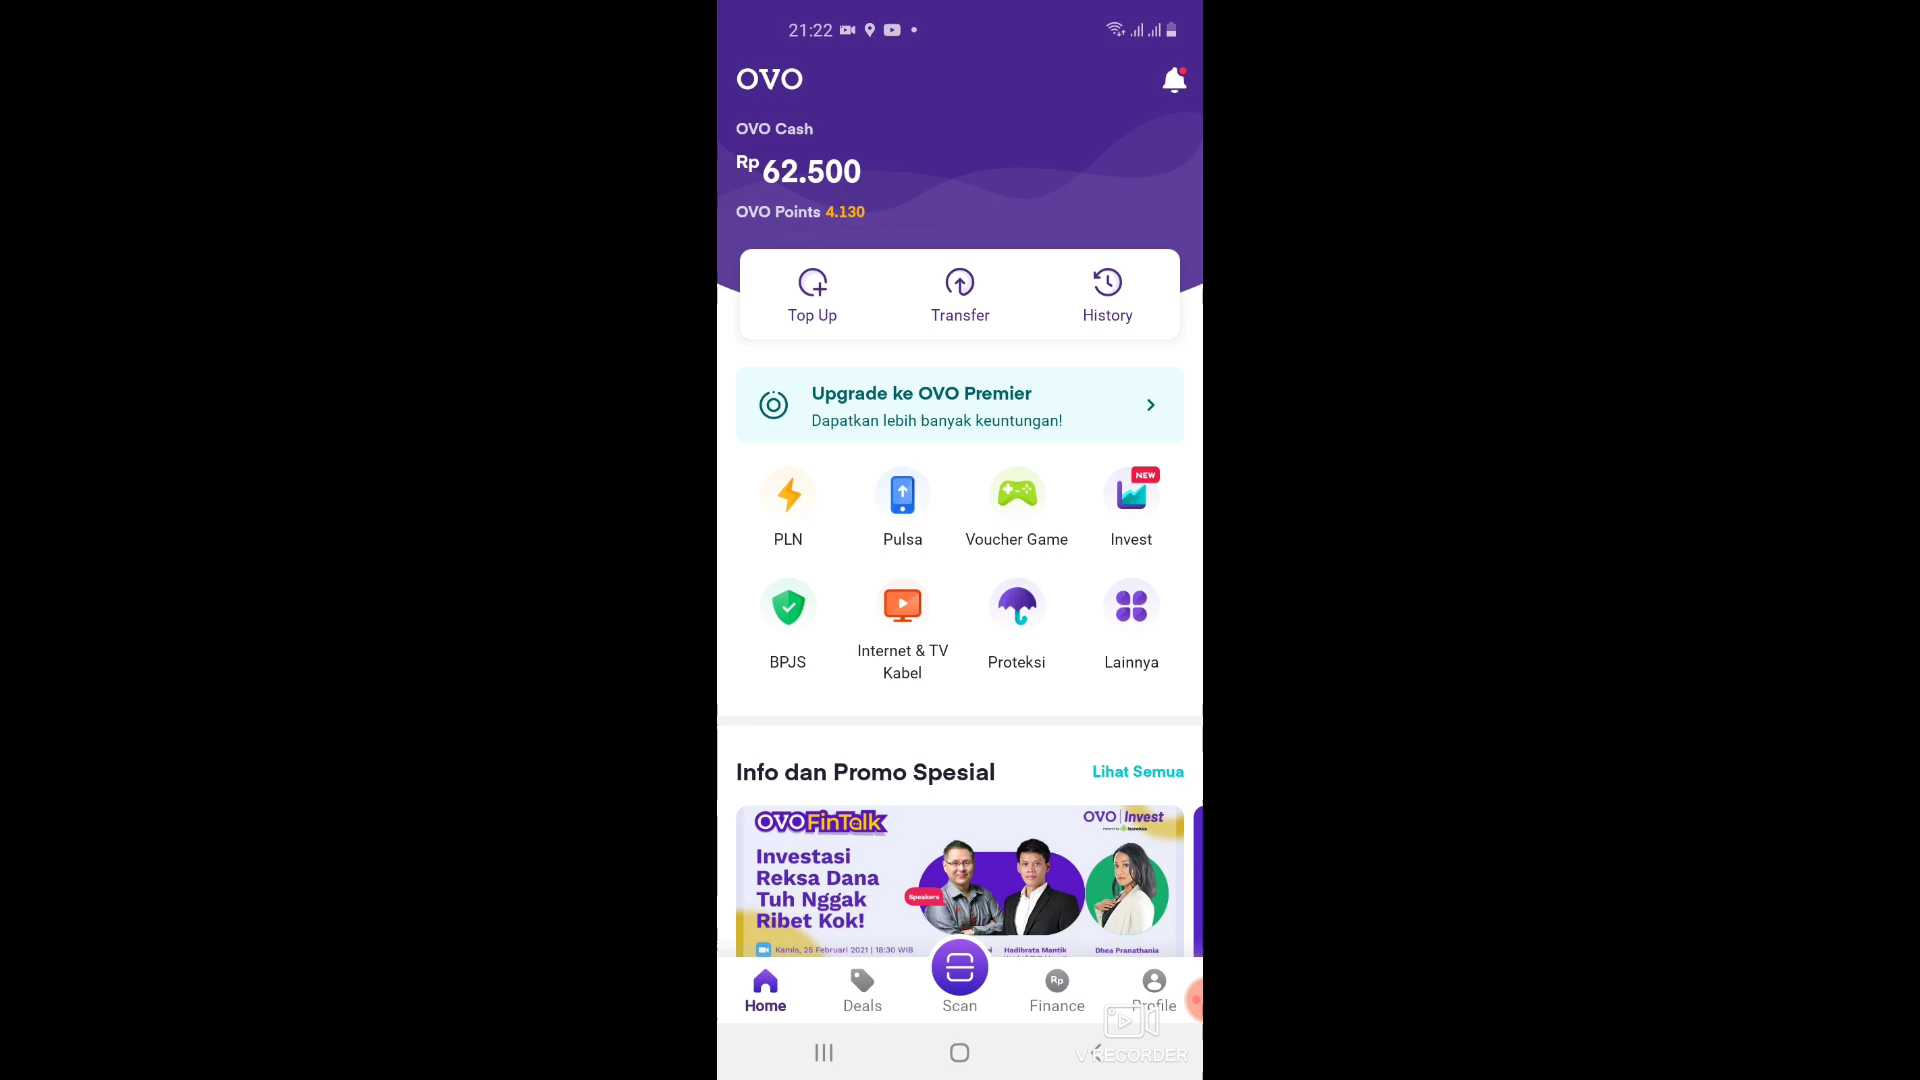 21:22
OVO
OVO Cash
Rp 62.500
OVO Points 4.130
Top Up
Transfer
History
Upgrade ke OVO Premier
Dapatkan lebih banyak keuntungan!
NEW
PLN
Pulsa
Voucher Game
Invest
BPJS
Internet & TV
Kabel
Proteksi
Lainnya
Info dan Promo Spesial
Lihat Semua
OVO FinTalk
OVO | Invest
Investasi
Reksa Dana
Tuh Nggak
Ribet Kok!
Speakers
Kamis, 25 Februari 2021 | 18:30 WIB
Hadibrata Mantik
Dhea Pranathania
Rp
Home
Deals
Scan
Finance
Profile
V RECORDER